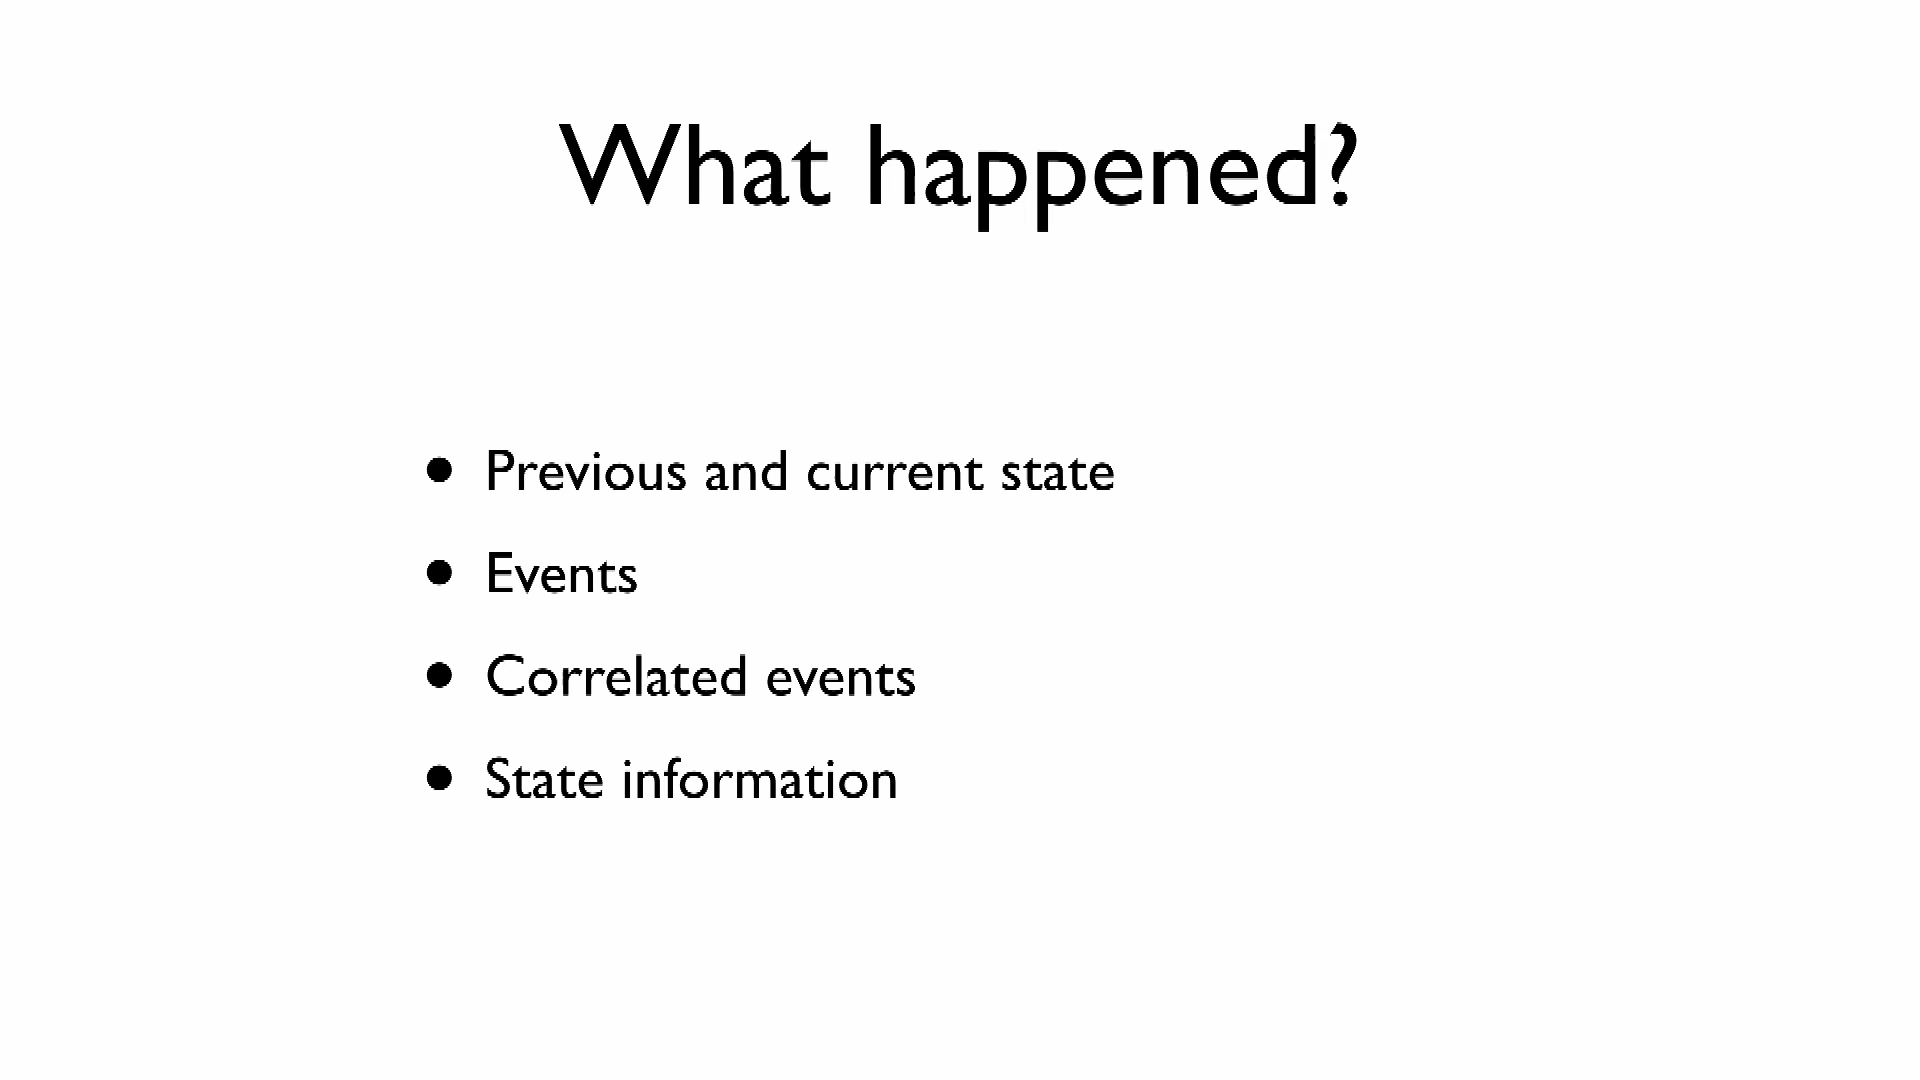 What happened?
• Previous and current state
• Events
• Correlated events
• State information